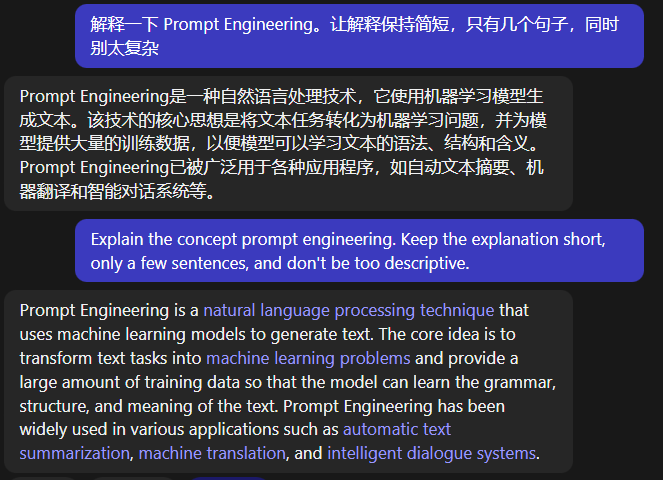 解释一下 Prompt Engineering。让解释保持简短，只有几个句子，同时
别太复杂
Prompt Engineering是一种自然语言处理技术，它使用机器学习模型生
成文本。该技术的核心思想是将文本任务转化为机器学习问题，并为模
型提供大量的训练数据，以便模型可以学习文本的语法、结构和含义。
Prompt Engineering已被广泛用于各种应用程序，如自动文本摘要、机
器翻译和智能对话系统等。
Explain the concept prompt engineering. Keep the explanation short,
only a few sentences, and don't be too descriptive.
Prompt Engineering is a natural language processing technique that
uses machine learning models to generate text. The core idea is to
transform text tasks into machine learning problems and provide a
large amount of training data so that the model can learn the grammar,
structure, and meaning of the text. Prompt Engineering has been
widely used in various applications such as automatic text
summarization, machine translation, and intelligent dialogue systems.